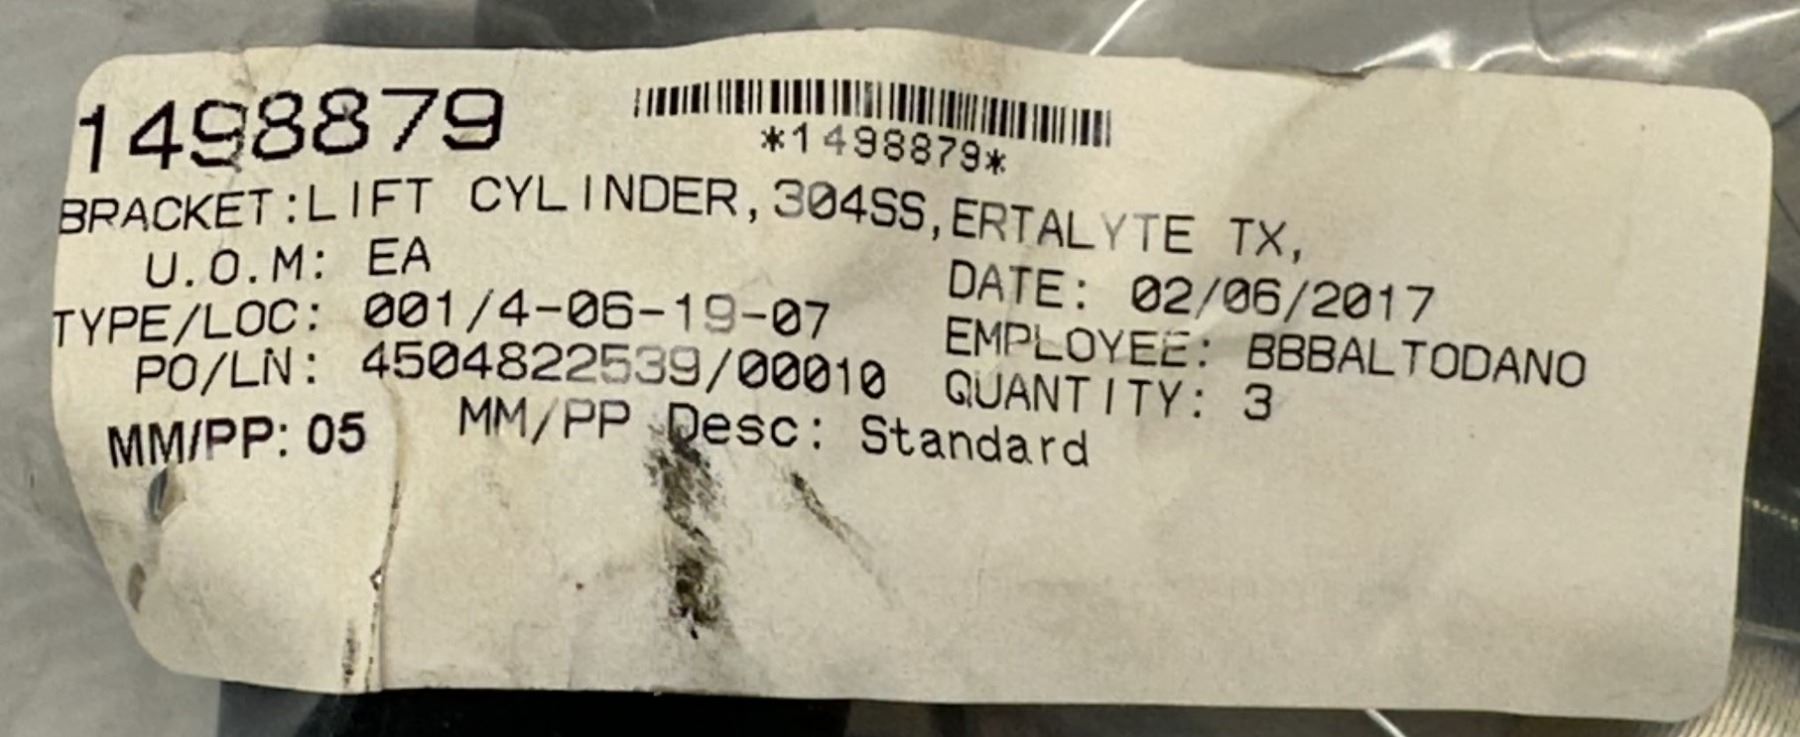 1498879
*1498879*
BRACKET:LIFT CYLINDER,304SS,ERTALYTE TX,
U.O.M: EA
DATE: 02/06/2017
TYPE/LOC: 001/4-06-19-07
EMPLOYEE: BBBALTODANO
PO/LN: 4504822539/00010
QUANTITY: 3
MM/PP: 05
MM/PP Desc: Standard